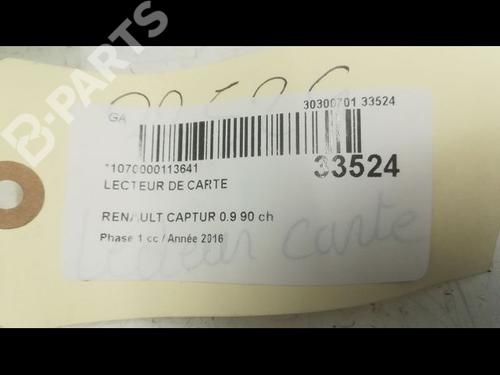 B-PARTS
GA
30300701 33524
*1070000113641
33524
LECTEUR DE CARTE
RENAULT CAPTUR 0.9 90 ch
Phase 1 cc / Année 2016
Lecteur carte